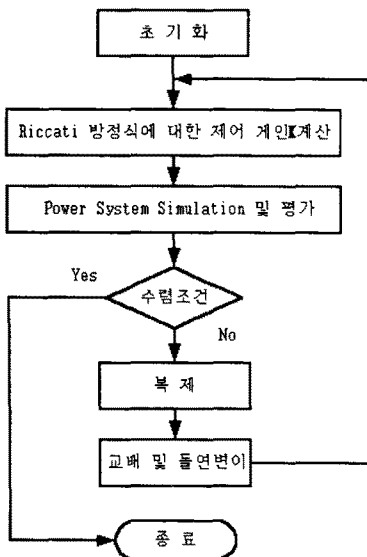 초 기 화
Riccati 방정식에 대한 제어 게인K계산
Power System Simulation 및 평가
Yes
수렴조건
No
복 제
교배 및 돌연변이
종 료